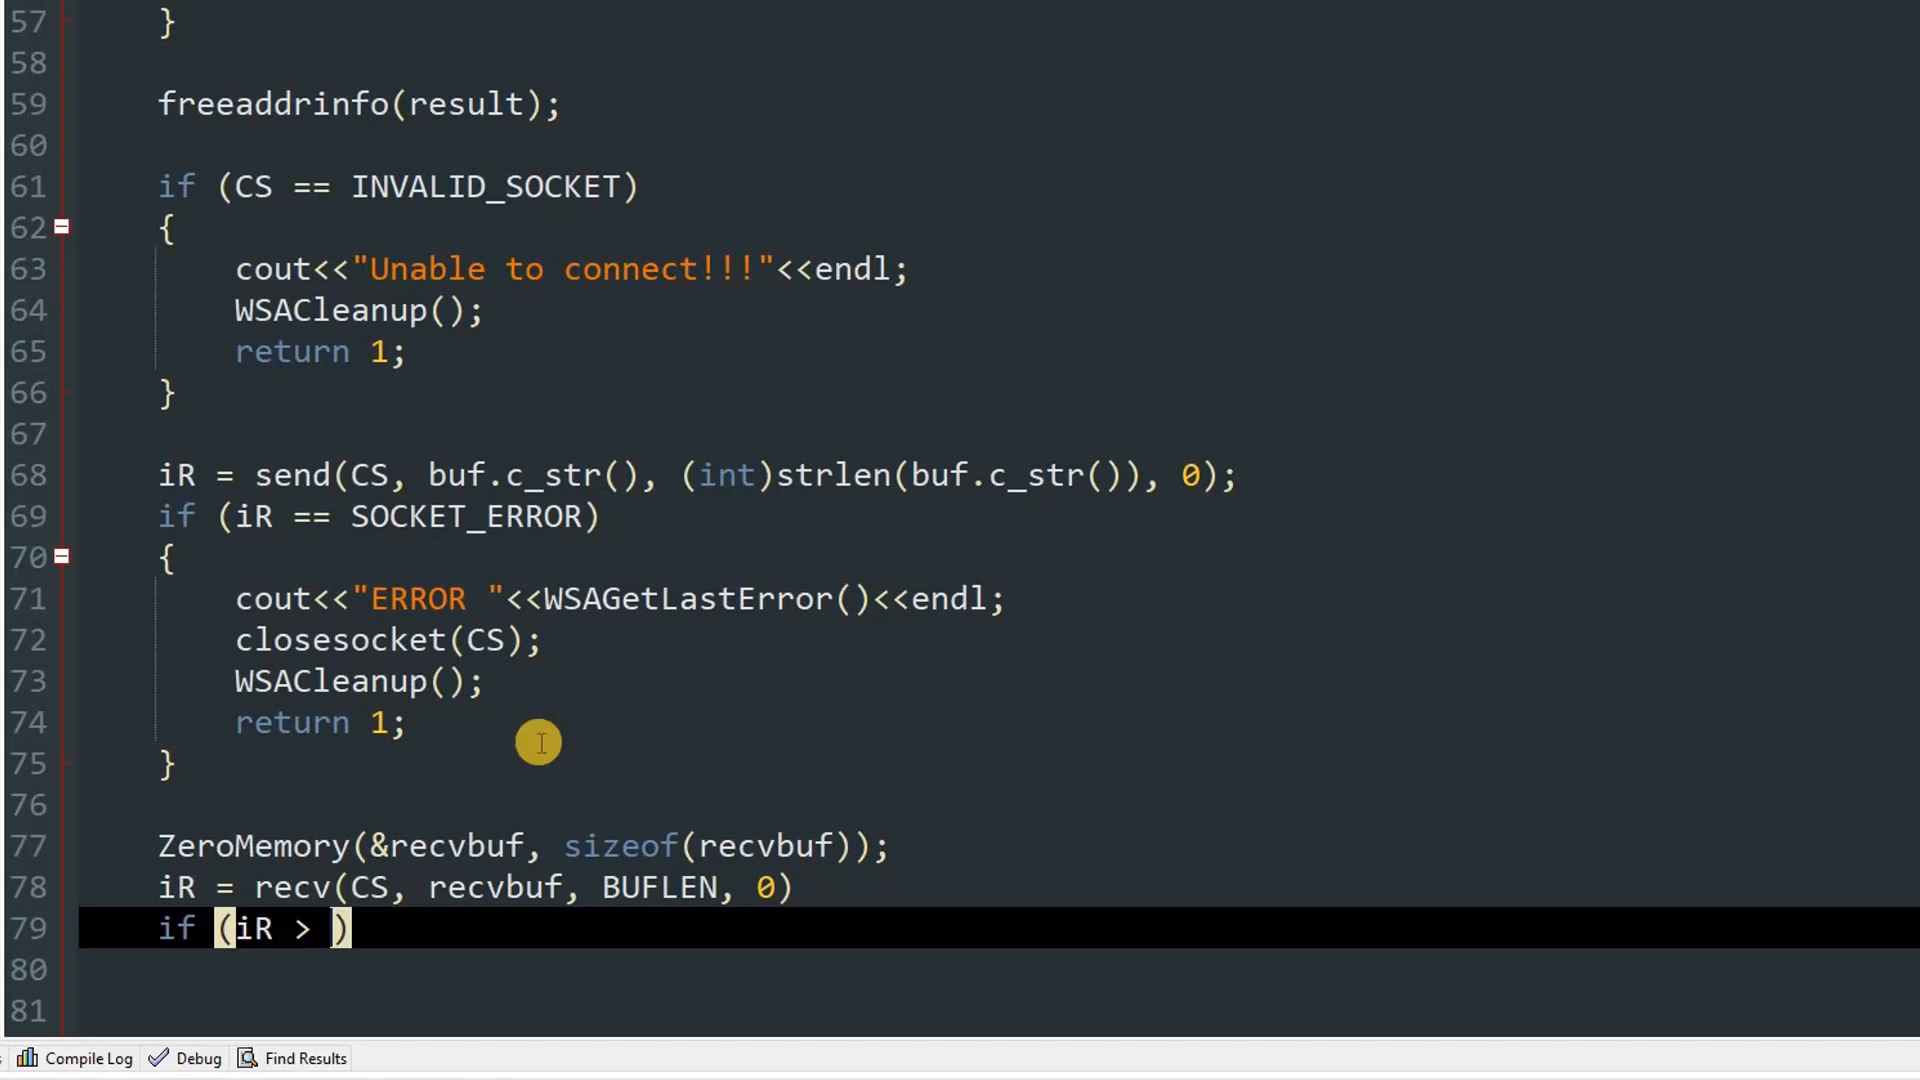 57 }
58
59 freeaddrinfo(result);
60
61 if (CS == INVALID_SOCKET)
62 {
63 cout<<"Unable to connect!!!"<<endl;
64 WSACleanup();
65 return 1;
66 }
67
68 iR = send(CS, buf.c_str(), (int)strlen(buf.c_str()), 0);
69 if (iR == SOCKET_ERROR)
70 {
71 cout<<"ERROR "<<WSAGetLastError()<<endl;
72 closesocket(CS);
73 WSACleanup();
74 return 1;
75 }
76
77 ZeroMemory(&recvbuf, sizeof(recvbuf));
78 iR = recv(CS, recvbuf, BUFLEN, 0)
79 if (iR > )
80
81
Compile Log Debug Find Results